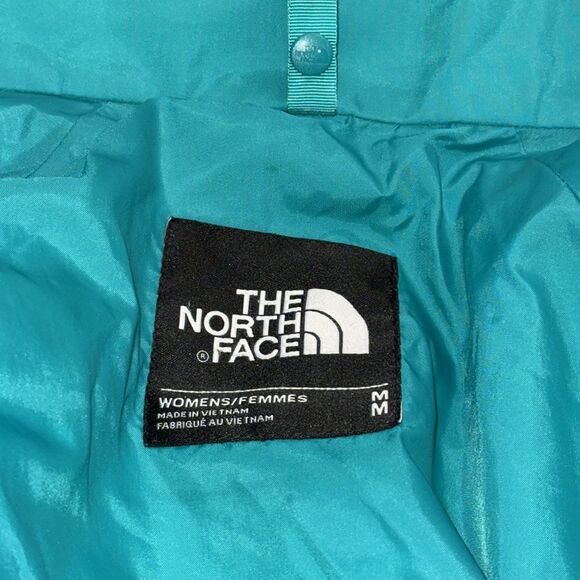 THE
NORTH
® FACE
WOMENS/FEMMES M
MADE IN VIETNAM M
FABRIQUÉ AU VIETNAM